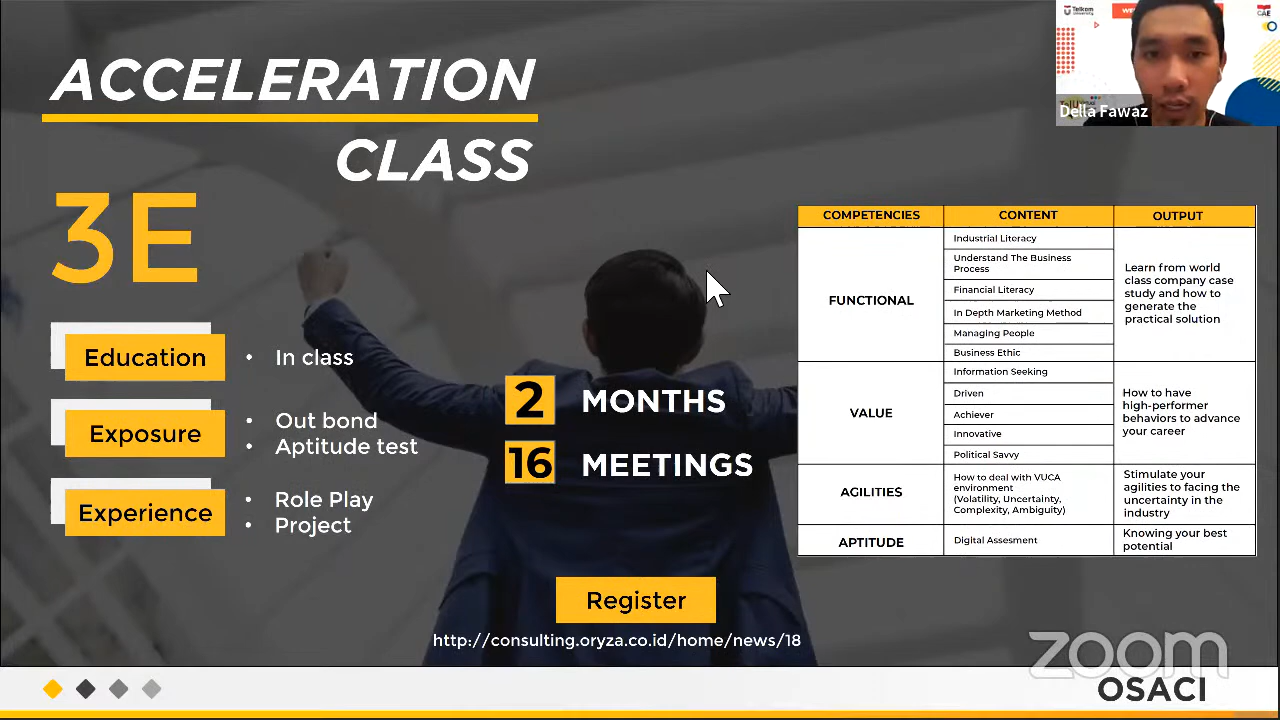 ACCELERATION
CLASS
3E
Education
• In class
Exposure
• Out bond
• Aptitude test
Experience
• Role Play
• Project
2 MONTHS
16 MEETINGS
Register
http://consulting.oryza.co.id/home/news/18
COMPETENCIES CONTENT OUTPUT
FUNCTIONAL
Industrial Literacy
Understand The Business
Process
Financial Literacy
In Depth Marketing Method
Managing People
Business Ethic
Learn from world
class company case
study and how to
generate the
practical solution
VALUE
Information Seeking
Driven
Achiever
Innovative
Political Savvy
How to have
high-performer
behaviors to advance
your career
AGILITIES
How to deal with VUCA
environment
(Volatility, Uncertainty,
Complexity, Ambiguity)
Stimulate your
agilities to facing the
uncertainty in the
industry
APTITUDE
Digital Assesment
Knowing your best
potential
Telkom
University
CAE
Della Fawaz
zoom
OSACI